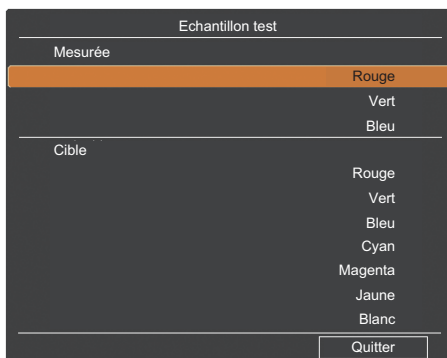 Echantillon test
Mesurée
Rouge
Vert
Bleu
Cible
Rouge
Vert
Bleu
Cyan
Magenta
Jaune
Blanc
Quitter